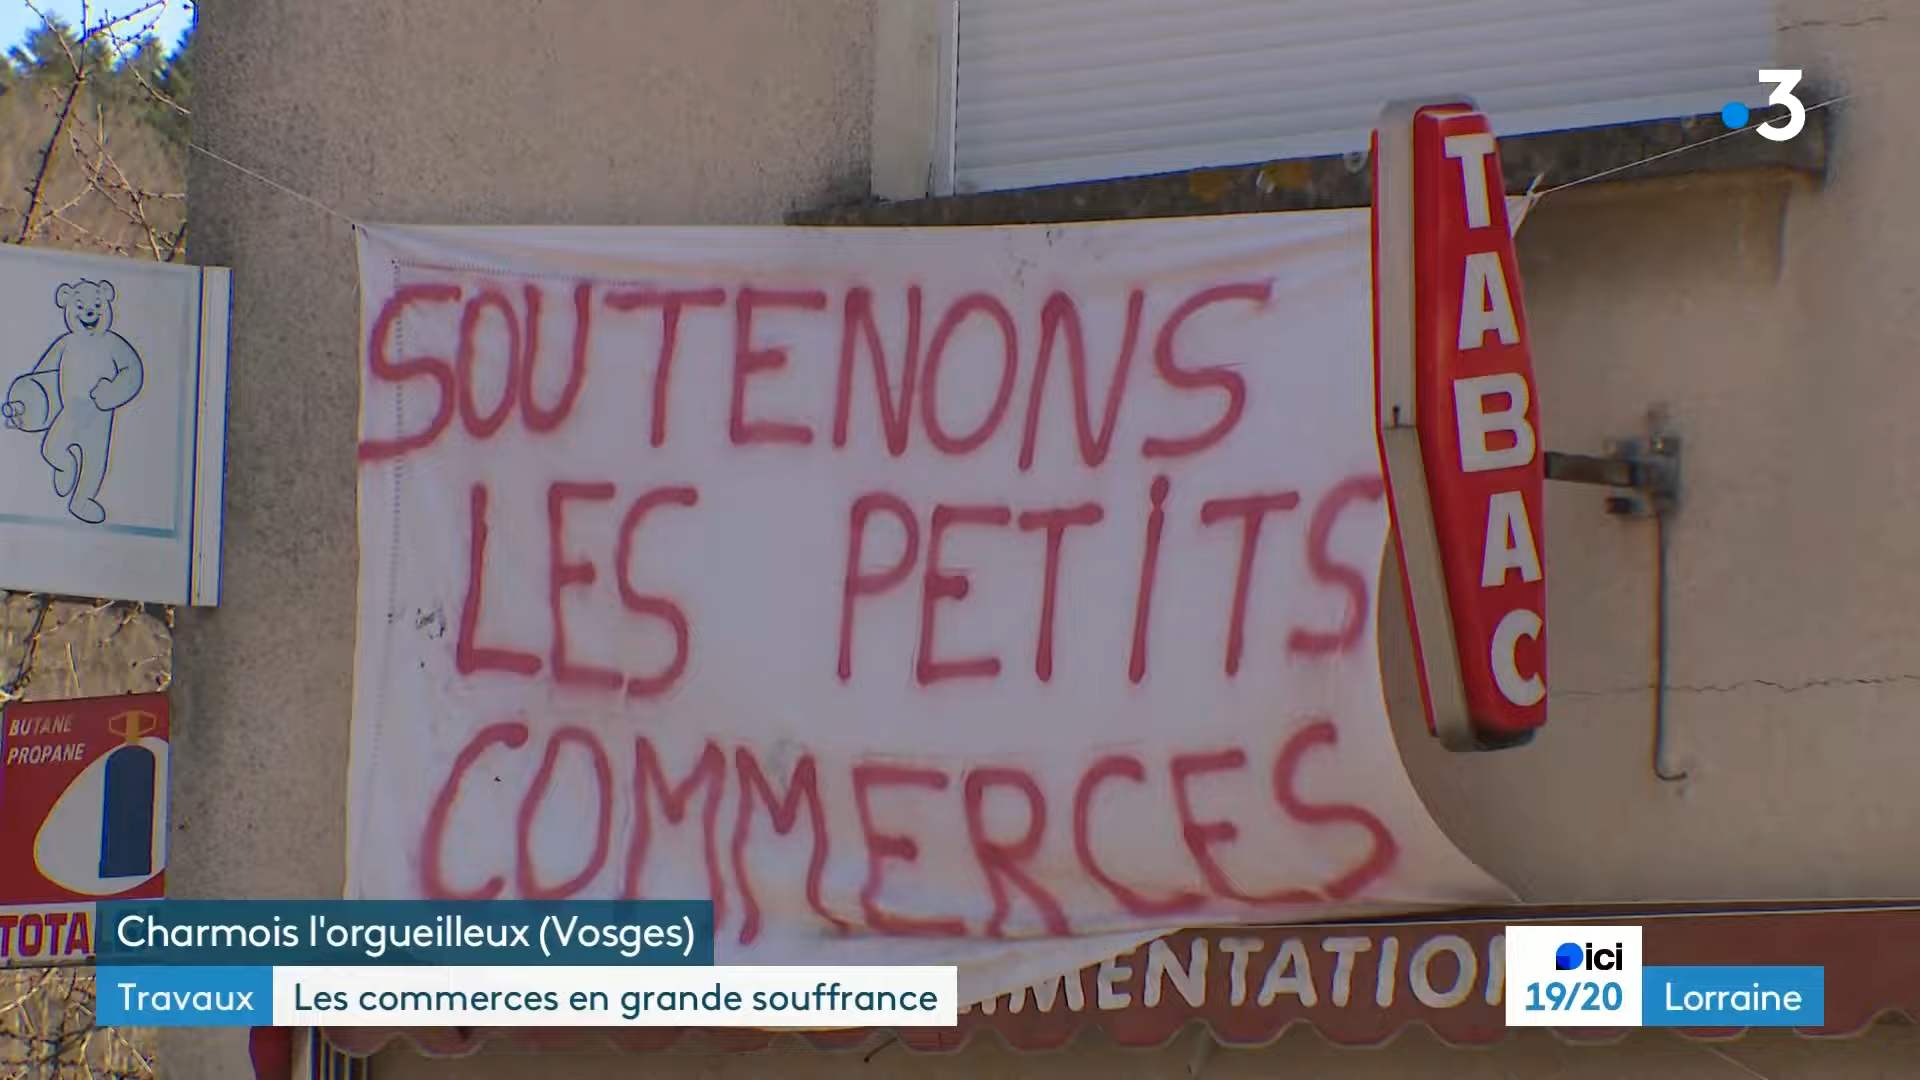 3
SOUTENONS
LES PETITS
COMMERCES
TABAC
BUTANE
PROPANE
TOTA
Charmois l'orgueilleux (Vosges)
Travaux
Les commerces en grande souffrance
MENTATION
ici
19/20
Lorraine